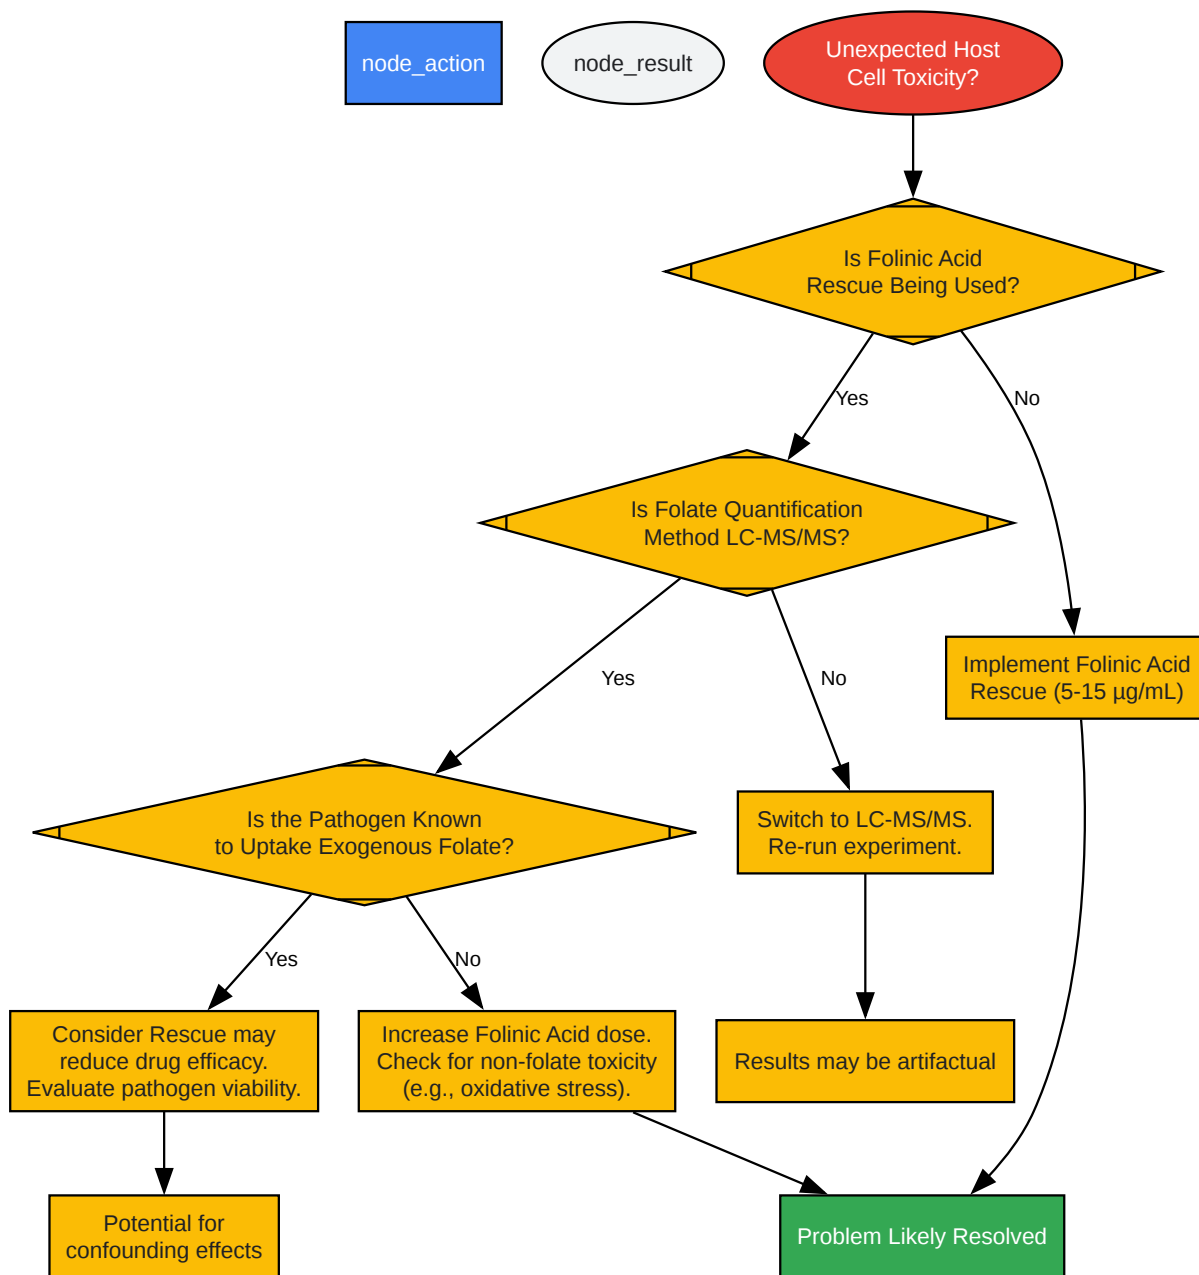 node_action
node_result
Unexpected Host
Cell Toxicity?
Is Folinic Acid
Rescue Being Used?
Yes
No
Is Folate Quantification
Method LC-MS/MS?
Yes
No
Implement Folinic Acid
Rescue (5-15 µg/mL)
Is the Pathogen Known
to Uptake Exogenous Folate?
Switch to LC-MS/MS.
Re-run experiment.
Yes
No
Consider Rescue may
reduce drug efficacy.
Evaluate pathogen viability.
Increase Folinic Acid dose.
Check for non-folate toxicity
(e.g., oxidative stress).
Results may be artifactual
Potential for
confounding effects
Problem Likely Resolved